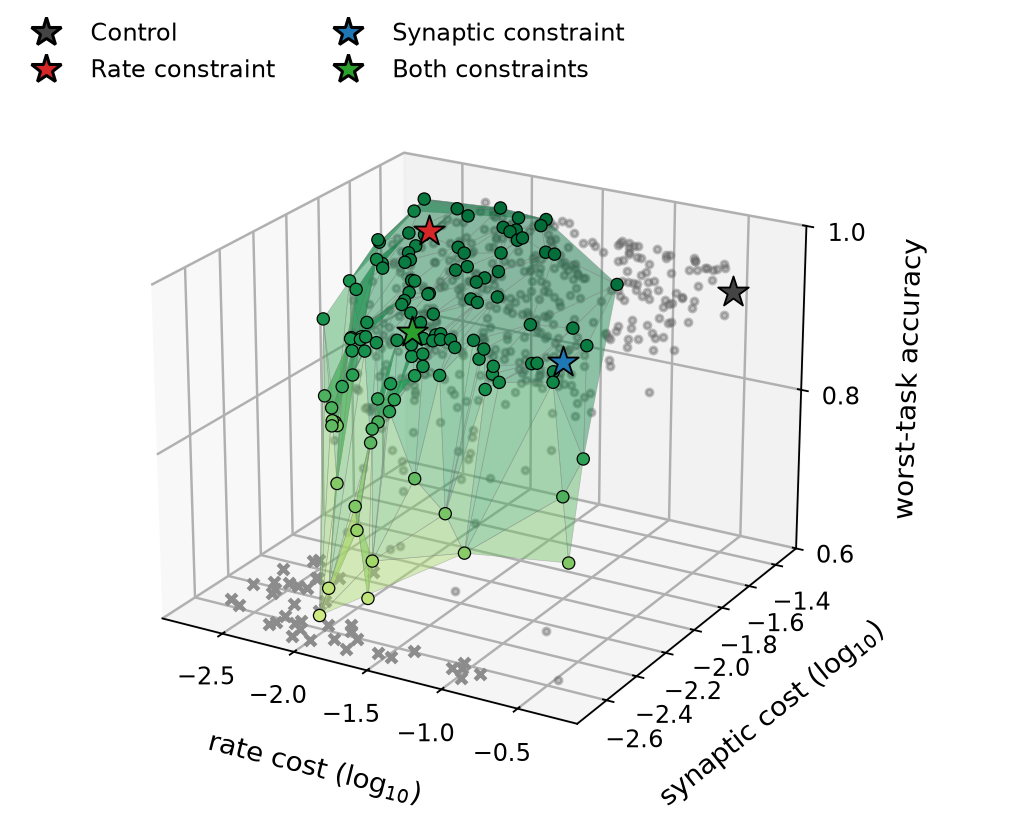 Control
Rate constraint
Synaptic constraint
Both constraints
1.0
0.8
0.6
worst-task accuracy
−1.4
−1.6
−1.8
−2.0
−2.2
−2.4
−2.6
synaptic cost (log₁₀)
−2.5
−2.0
−1.5
−1.0
−0.5
rate cost (log₁₀)